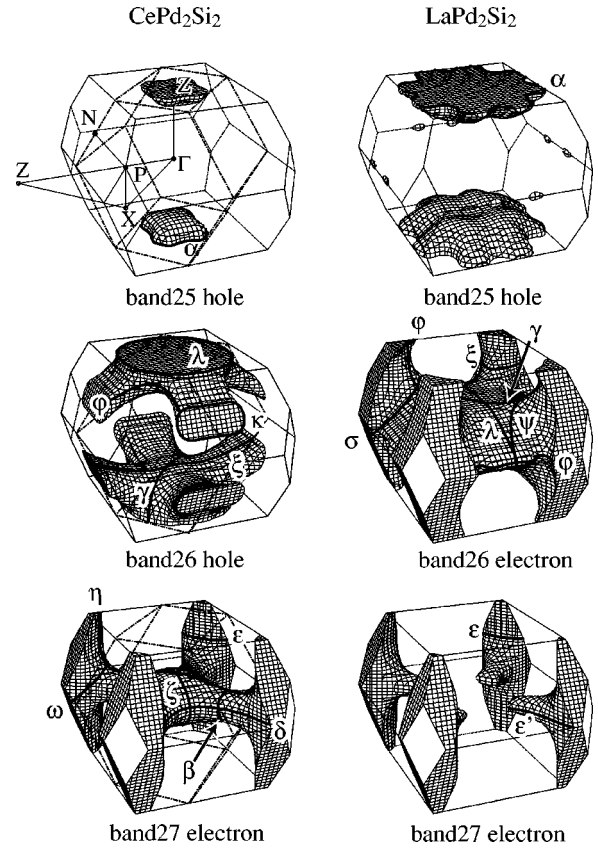 CePd₂Si₂ LaPd₂Si₂
Z α
N
Z P Γ
X
α
band25 hole band25 hole
φ γ
λ ξ
φ κ λ ψ
σ
ξ φ
γ
band26 hole band26 electron
η
ε ε
ζ
ω δ ε'
β
band27 electron band27 electron